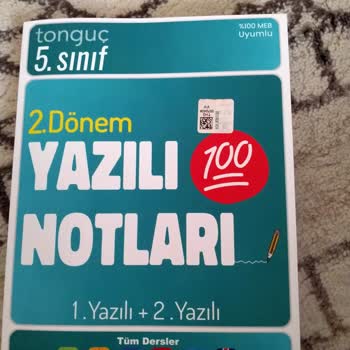 tonguç
%100 MEB
Uyumlu
5. sınıf
2.Dönem
YAZILI
100
NOTLARI
1.Yazılı + 2.Yazılı
Tüm Dersler